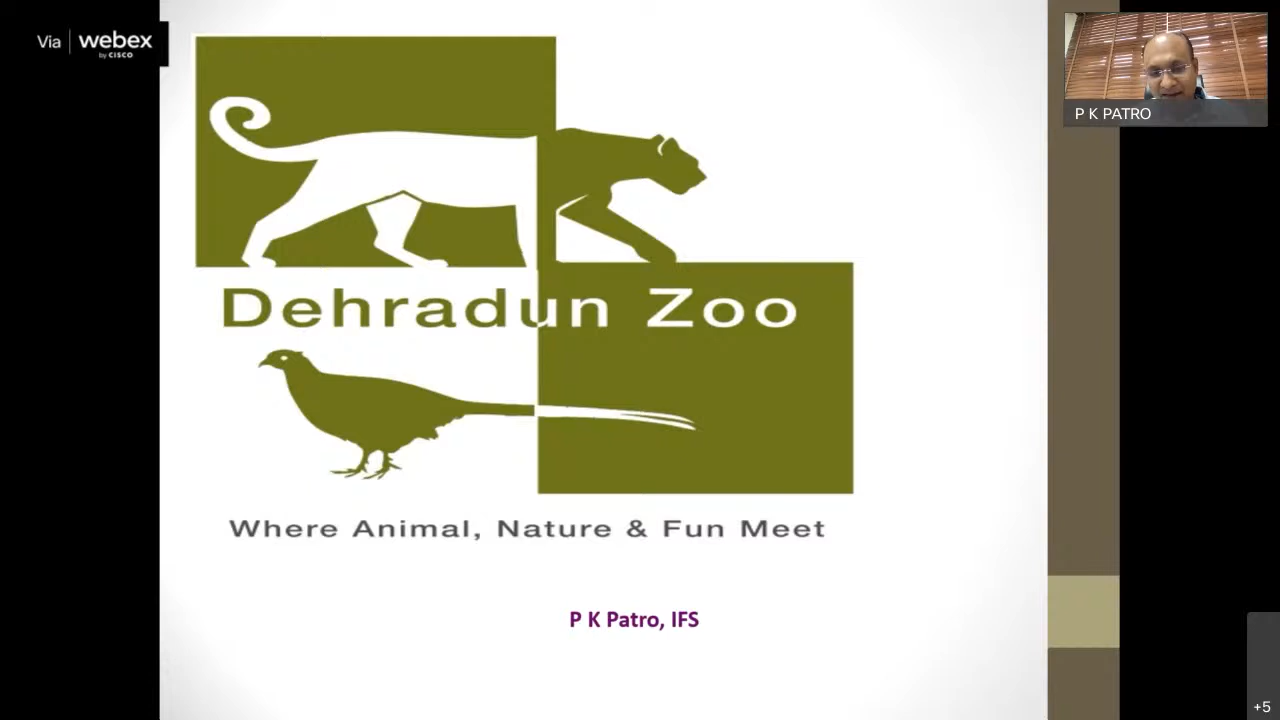 Via webex
by CISCO
P K PATRO
Dehradun Zoo
Where Animal, Nature & Fun Meet
P K Patro, IFS
+5